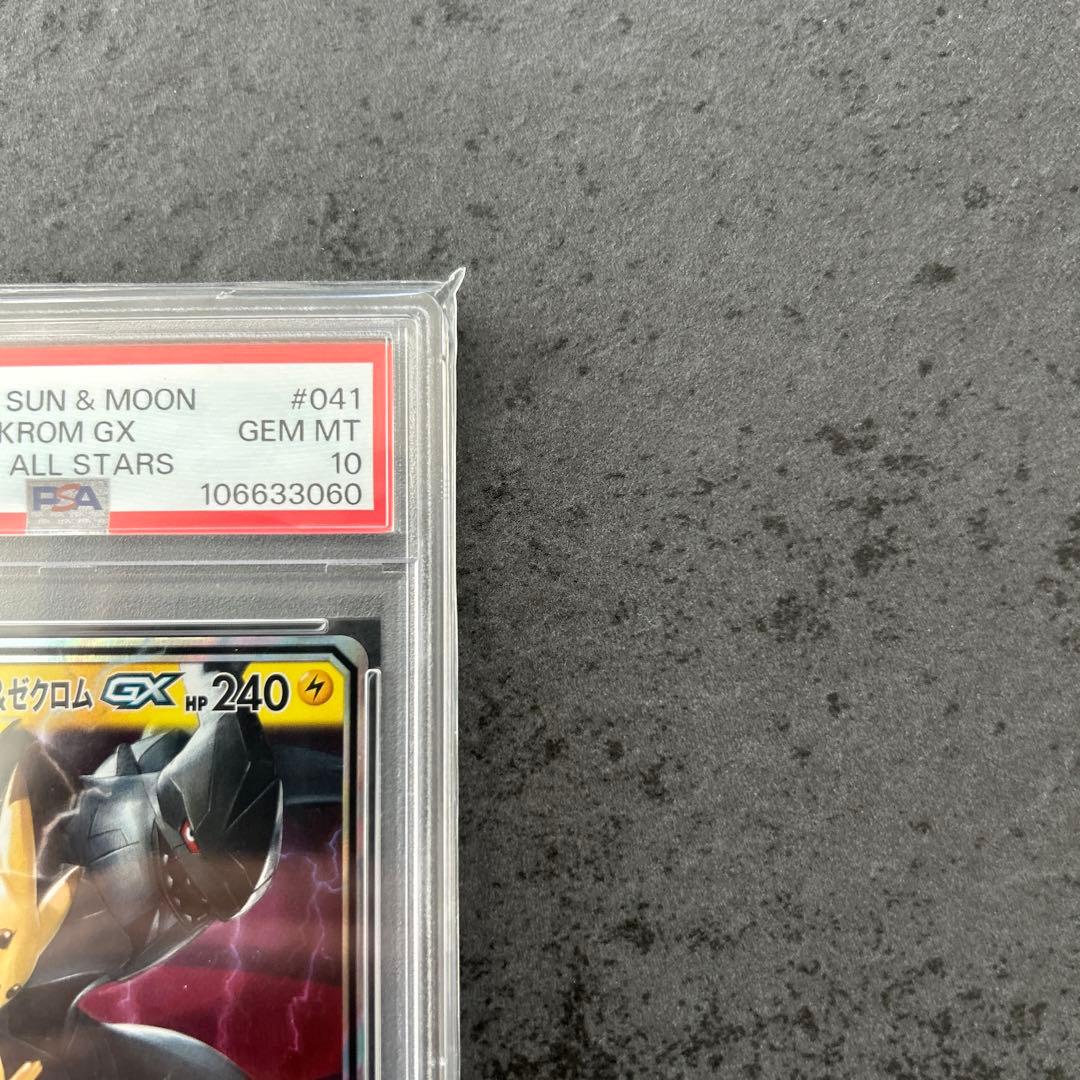 SUN & MOON #041
KROM GX GEM MT
ALL STARS 10
PSA 106633060
&ゼクロム GX HP 240